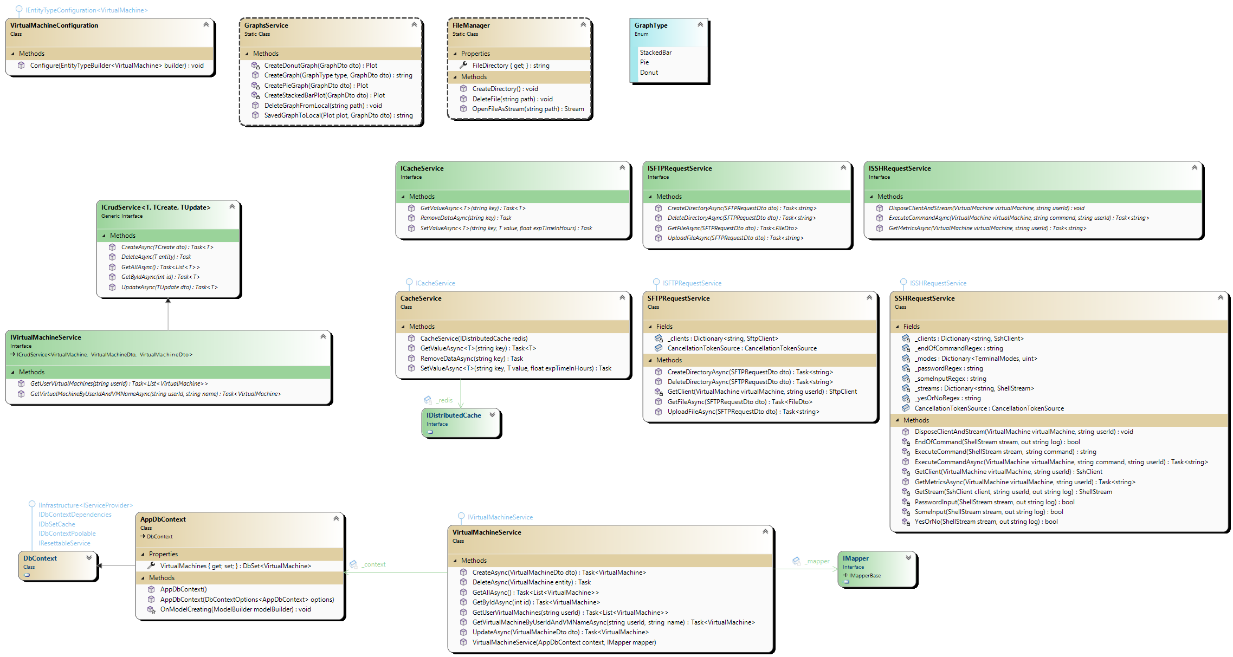 IEntityTypeConfiguration<VirtualMachine>
VirtualMachineConfiguration
Class
Methods
Configure(EntityTypeBuilder<VirtualMachine> builder) : void
GraphsService
Static Class
Methods
CreateDonutGraph(GraphDto dto) : Plot
CreateGraph(GraphType type, GraphDto dto) : string
CreatePieGraph(GraphDto dto) : Plot
CreateStackedBarPlot(GraphDto dto) : Plot
DeleteGraphFromLocal(string path) : void
SavedGraphToLocal(Plot plot, GraphDto dto) : string
FileManager
Static Class
Properties
FileDirectory { get; } : string
Methods
CreateDirectory() : void
DeleteFile(string path) : void
OpenFileAsStream(string path) : Stream
GraphType
Enum
StackedBar
Pie
Donut
ICacheService
Interface
Methods
GetValueAsync<T>(string key) : Task<T>
RemoveDataAsync(string key) : Task
SetValueAsync<T>(string key, T value, float expTimeInHours) : Task
ISFTPRequestService
Interface
Methods
CreateDirectoryAsync(SFTPRequestDto dto) : Task<string>
DeleteDirectoryAsync(SFTPRequestDto dto) : Task<string>
GetFileAsync(SFTPRequestDto dto) : Task<FileDto>
UploadFileAsync(SFTPRequestDto dto) : Task<string>
ISSHRequestService
Interface
Methods
DisposeClientAndStream(VirtualMachine virtualMachine, string userId) : void
ExecuteCommandAsync(VirtualMachine virtualMachine, string command, string userId) : Task<string>
GetMetricsAsync(VirtualMachine virtualMachine, string userId) : Task<string>
ICrudService<T, TCreate, TUpdate>
Generic Interface
Methods
CreateAsync(TCreate dto) : Task<T>
DeleteAsync(T entity) : Task
GetAllAsync() : Task<List<T>>
GetByIdAsync(int id) : Task<T>
UpdateAsync(TUpdate dto) : Task<T>
IVirtualMachineService
Interface
ICrudService<VirtualMachine, VirtualMachineDto, VirtualMachineDto>
Methods
GetUserVirtualMachines(string userId) : Task<List<VirtualMachine>>
GetVirtualMachineByUserIdAndVMNameAsync(string userId, string name) : Task<VirtualMachine>
ICacheService
CacheService
Class
Methods
CacheService(IDistributedCache redis)
GetValueAsync<T>(string key) : Task<T>
RemoveDataAsync(string key) : Task
SetValueAsync<T>(string key, T value, float expTimeInHours) : Task
_redis
IDistributedCache
Interface
ISFTPRequestService
SFTPRequestService
Class
Fields
_clients : Dictionary<string, SftpClient>
CancellationTokenSource : CancellationTokenSource
Methods
CreateDirectoryAsync(SFTPRequestDto dto) : Task<string>
DeleteDirectoryAsync(SFTPRequestDto dto) : Task<string>
GetClient(VirtualMachine virtualMachine, string userId) : SftpClient
GetFileAsync(SFTPRequestDto dto) : Task<FileDto>
UploadFileAsync(SFTPRequestDto dto) : Task<string>
ISSHRequestService
SSHRequestService
Class
Fields
_clients : Dictionary<string, SshClient>
_endOfCommandRegex : string
_modes : Dictionary<TerminalModes, uint>
_passwordRegex : string
_someInputRegex : string
_streams : Dictionary<string, ShellStream>
_yesOrNoRegex : string
CancellationTokenSource : CancellationTokenSource
Methods
DisposeClientAndStream(VirtualMachine virtualMachine, string userId) : void
EndOfCommand(ShellStream stream, out string log) : bool
ExecuteCommand(ShellStream stream, string command) : string
ExecuteCommandAsync(VirtualMachine virtualMachine, string command, string userId) : Task<string>
GetClient(VirtualMachine virtualMachine, string userId) : SshClient
GetMetricsAsync(VirtualMachine virtualMachine, string userId) : Task<string>
GetStream(SshClient client, string userId, out string log) : ShellStream
PasswordInput(ShellStream stream, out string log) : bool
SomeInput(ShellStream stream, out string log) : bool
YesOrNo(ShellStream stream, out string log) : bool
IInfrastructure<IServiceProvider>
IDbContextDependencies
IDbSetCache
IDbContextPoolable
IResettableService
DbContext
Class
AppDbContext
Class
DbContext
Properties
VirtualMachines { get; set; } : DbSet<VirtualMachine>
Methods
AppDbContext()
AppDbContext(DbContextOptions<AppDbContext> options)
OnModelCreating(ModelBuilder modelBuilder) : void
_context
IVirtualMachineService
VirtualMachineService
Class
Methods
CreateAsync(VirtualMachineDto dto) : Task<VirtualMachine>
DeleteAsync(VirtualMachine entity) : Task
GetAllAsync() : Task<List<VirtualMachine>>
GetByIdAsync(int id) : Task<VirtualMachine>
GetUserVirtualMachines(string userId) : Task<List<VirtualMachine>>
GetVirtualMachineByUserIdAndVMNameAsync(string userId, string name) : Task<VirtualMachine>
UpdateAsync(VirtualMachineDto dto) : Task<VirtualMachine>
VirtualMachineService(AppDbContext context, IMapper mapper)
_mapper
IMapper
Interface
IMapperBase